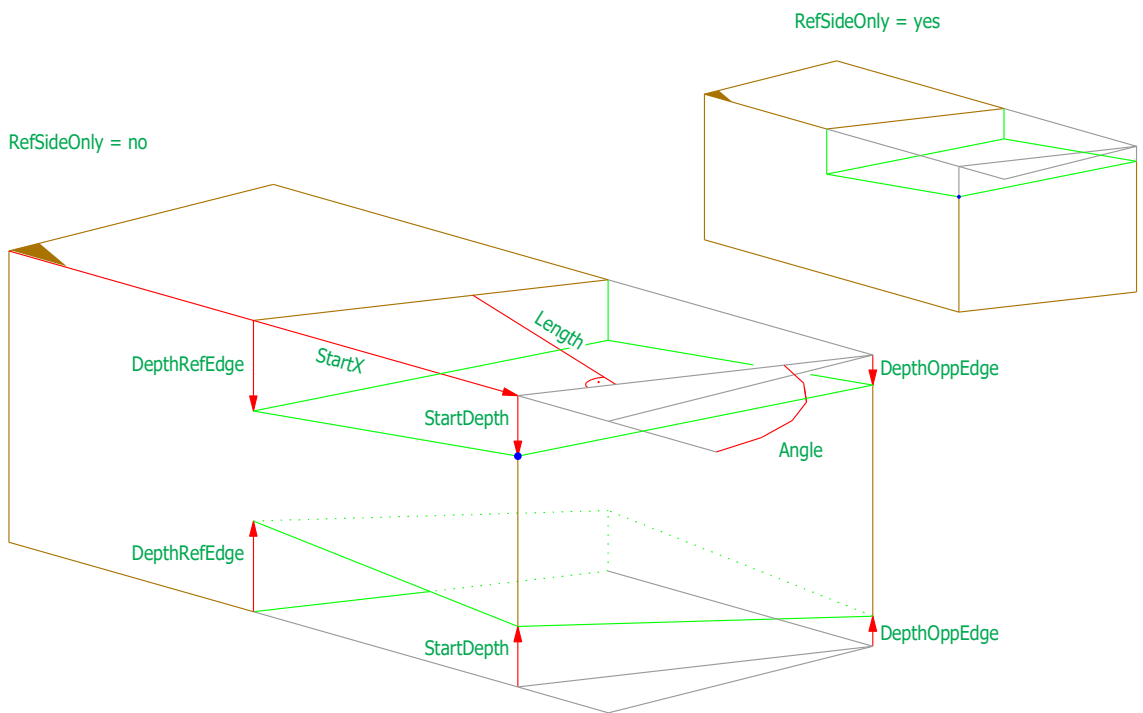 RefSideOnly = yes
RefSideOnly = no
Length
DepthRefEdge
StartX
DepthOppEdge
StartDepth
Angle
DepthRefEdge
DepthOppEdge
StartDepth